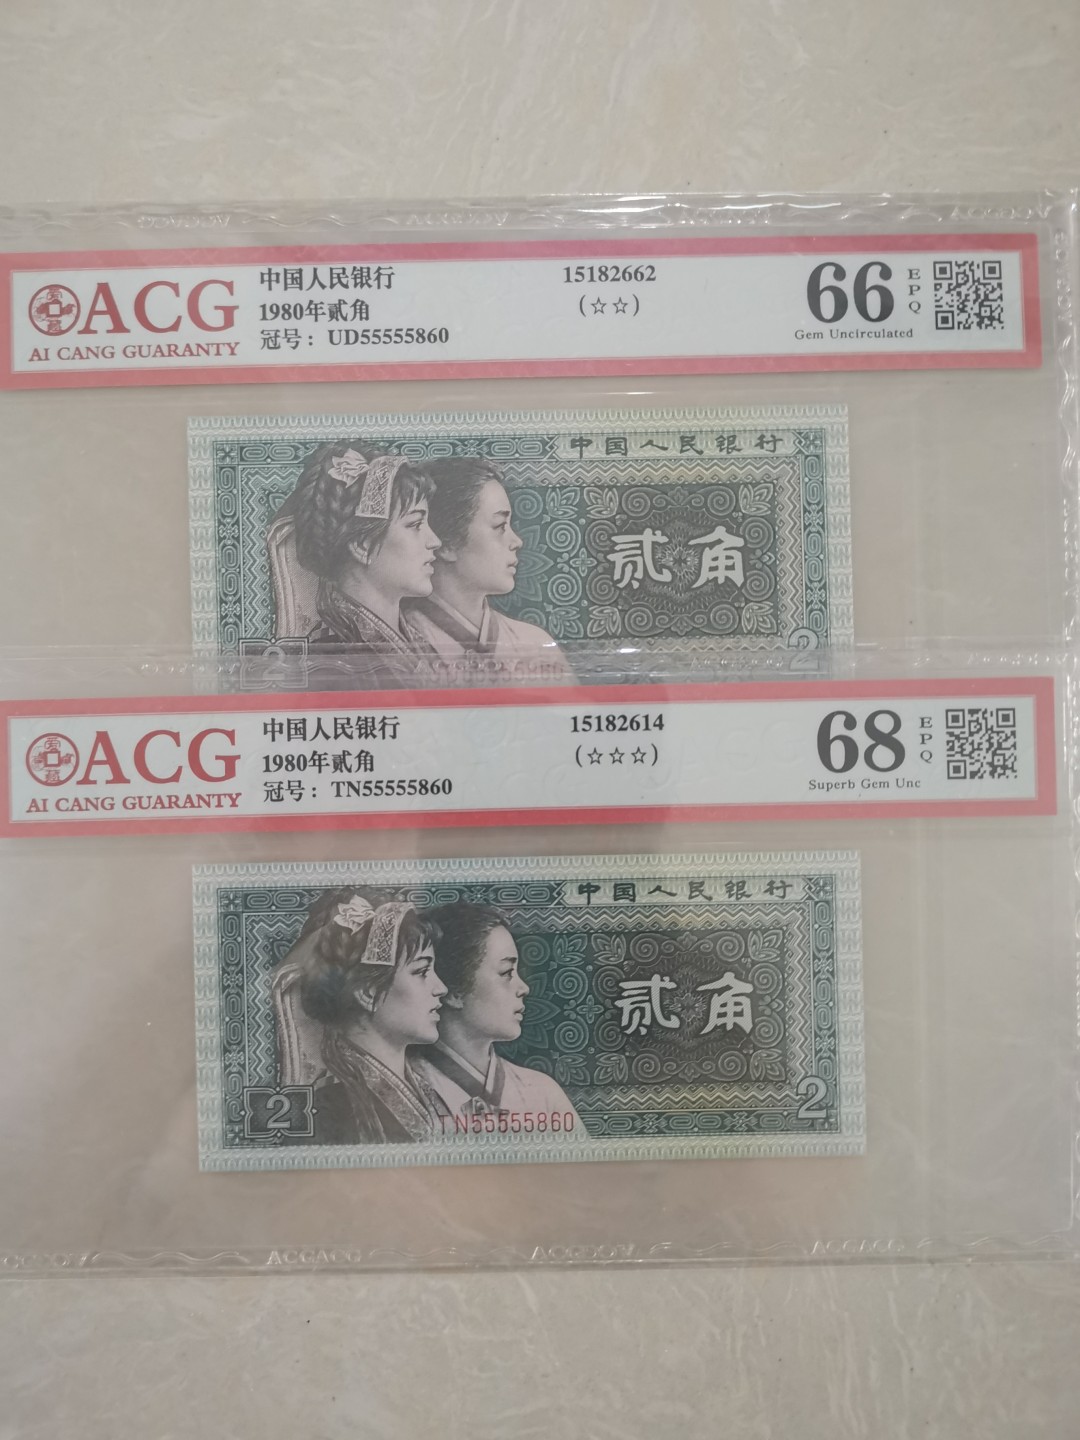 ACG
AI CANG GUARANTY
中国人民银行
1980年贰角
冠号: UD55555860
15182662
(☆☆)
66
EPQ
Gem Uncirculated
中国人民银行
贰角
2
2
ACG
AI CANG GUARANTY
中国人民银行
1980年贰角
冠号: TN55555860
15182614
(☆☆☆)
68
EPQ
Superb Gem Unc
中国人民银行
贰角
2
TN55555860
2
ACGACG